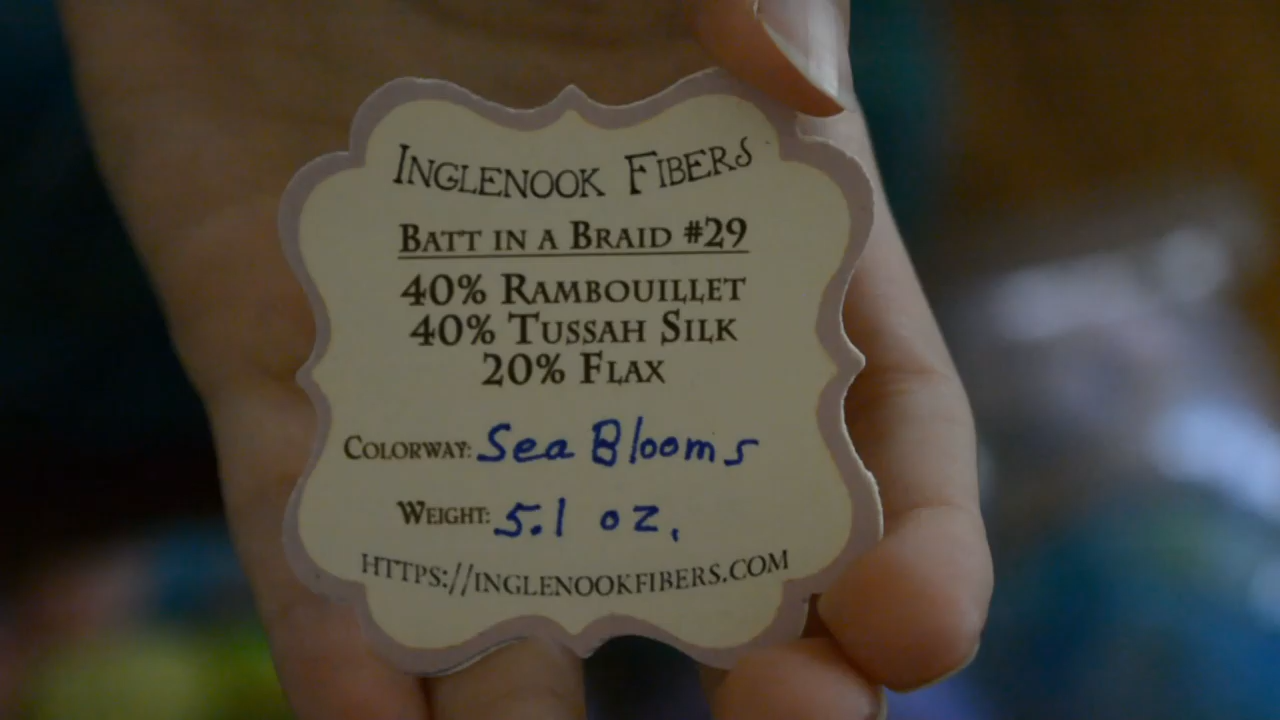 INGLENOOK FIBERS
BATT IN A BRAID #29
40% RAMBOUILLET
40% TUSSAH SILK
20% FLAX
COLORWAY: Sea Blooms
WEIGHT: 5.1 oz.
HTTPS://INGLENOOKFIBERS.COM